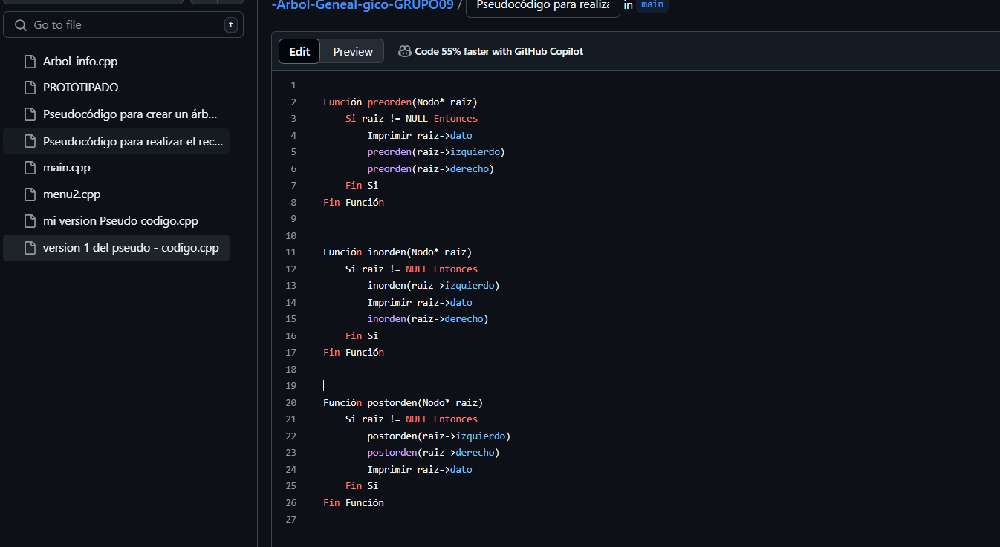 -Arbol-Geneal-gico-GRUPO09 / Pseudocódigo para realiza in main
Go to file t
Arbol-info.cpp
PROTOTIPADO
Pseudocódigo para crear un árb...
Pseudocódigo para realizar el rec...
main.cpp
menu2.cpp
mi version Pseudo codigo.cpp
version 1 del pseudo - codigo.cpp
Edit Preview Code 55% faster with GitHub Copilot
1
2 Función preorden(Nodo* raiz)
3 Si raiz != NULL Entonces
4 Imprimir raiz->dato
5 preorden(raiz->izquierdo)
6 preorden(raiz->derecho)
7 Fin Si
8 Fin Función
9
10
11 Función inorden(Nodo* raiz)
12 Si raiz != NULL Entonces
13 inorden(raiz->izquierdo)
14 Imprimir raiz->dato
15 inorden(raiz->derecho)
16 Fin Si
17 Fin Función
18
19
20 Función postorden(Nodo* raiz)
21 Si raiz != NULL Entonces
22 postorden(raiz->izquierdo)
23 postorden(raiz->derecho)
24 Imprimir raiz->dato
25 Fin Si
26 Fin Función
27